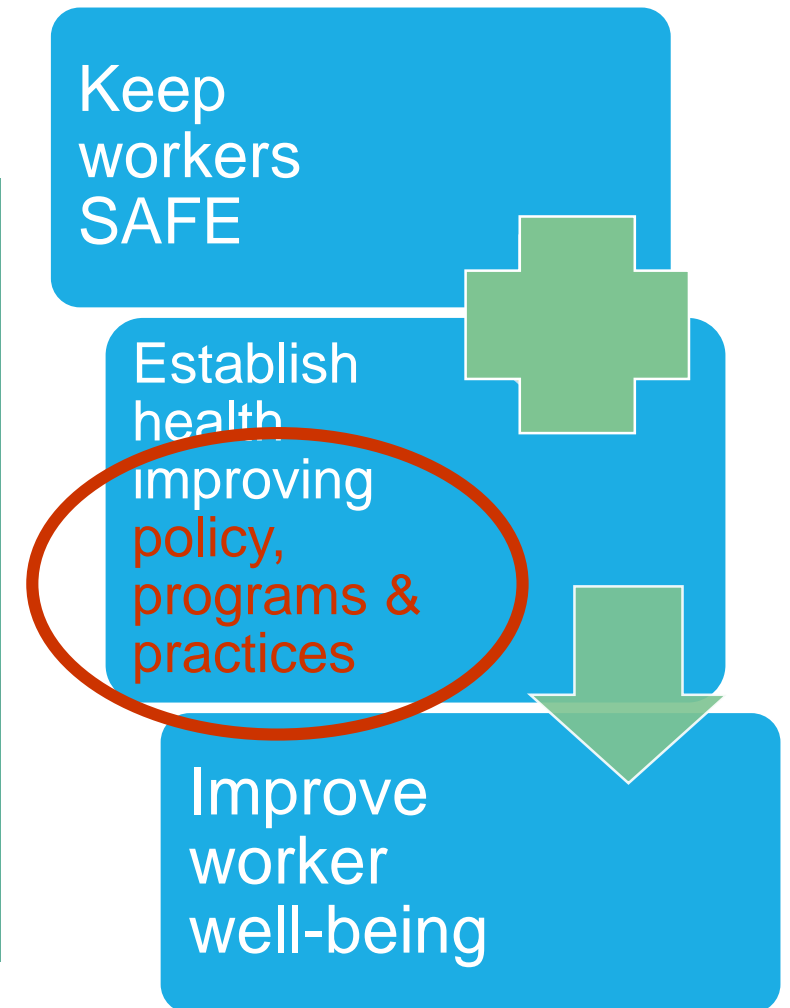 Keep
workers
SAFE
Establish
health
improving
policy,
programs &
practices
Improve
worker
well-being